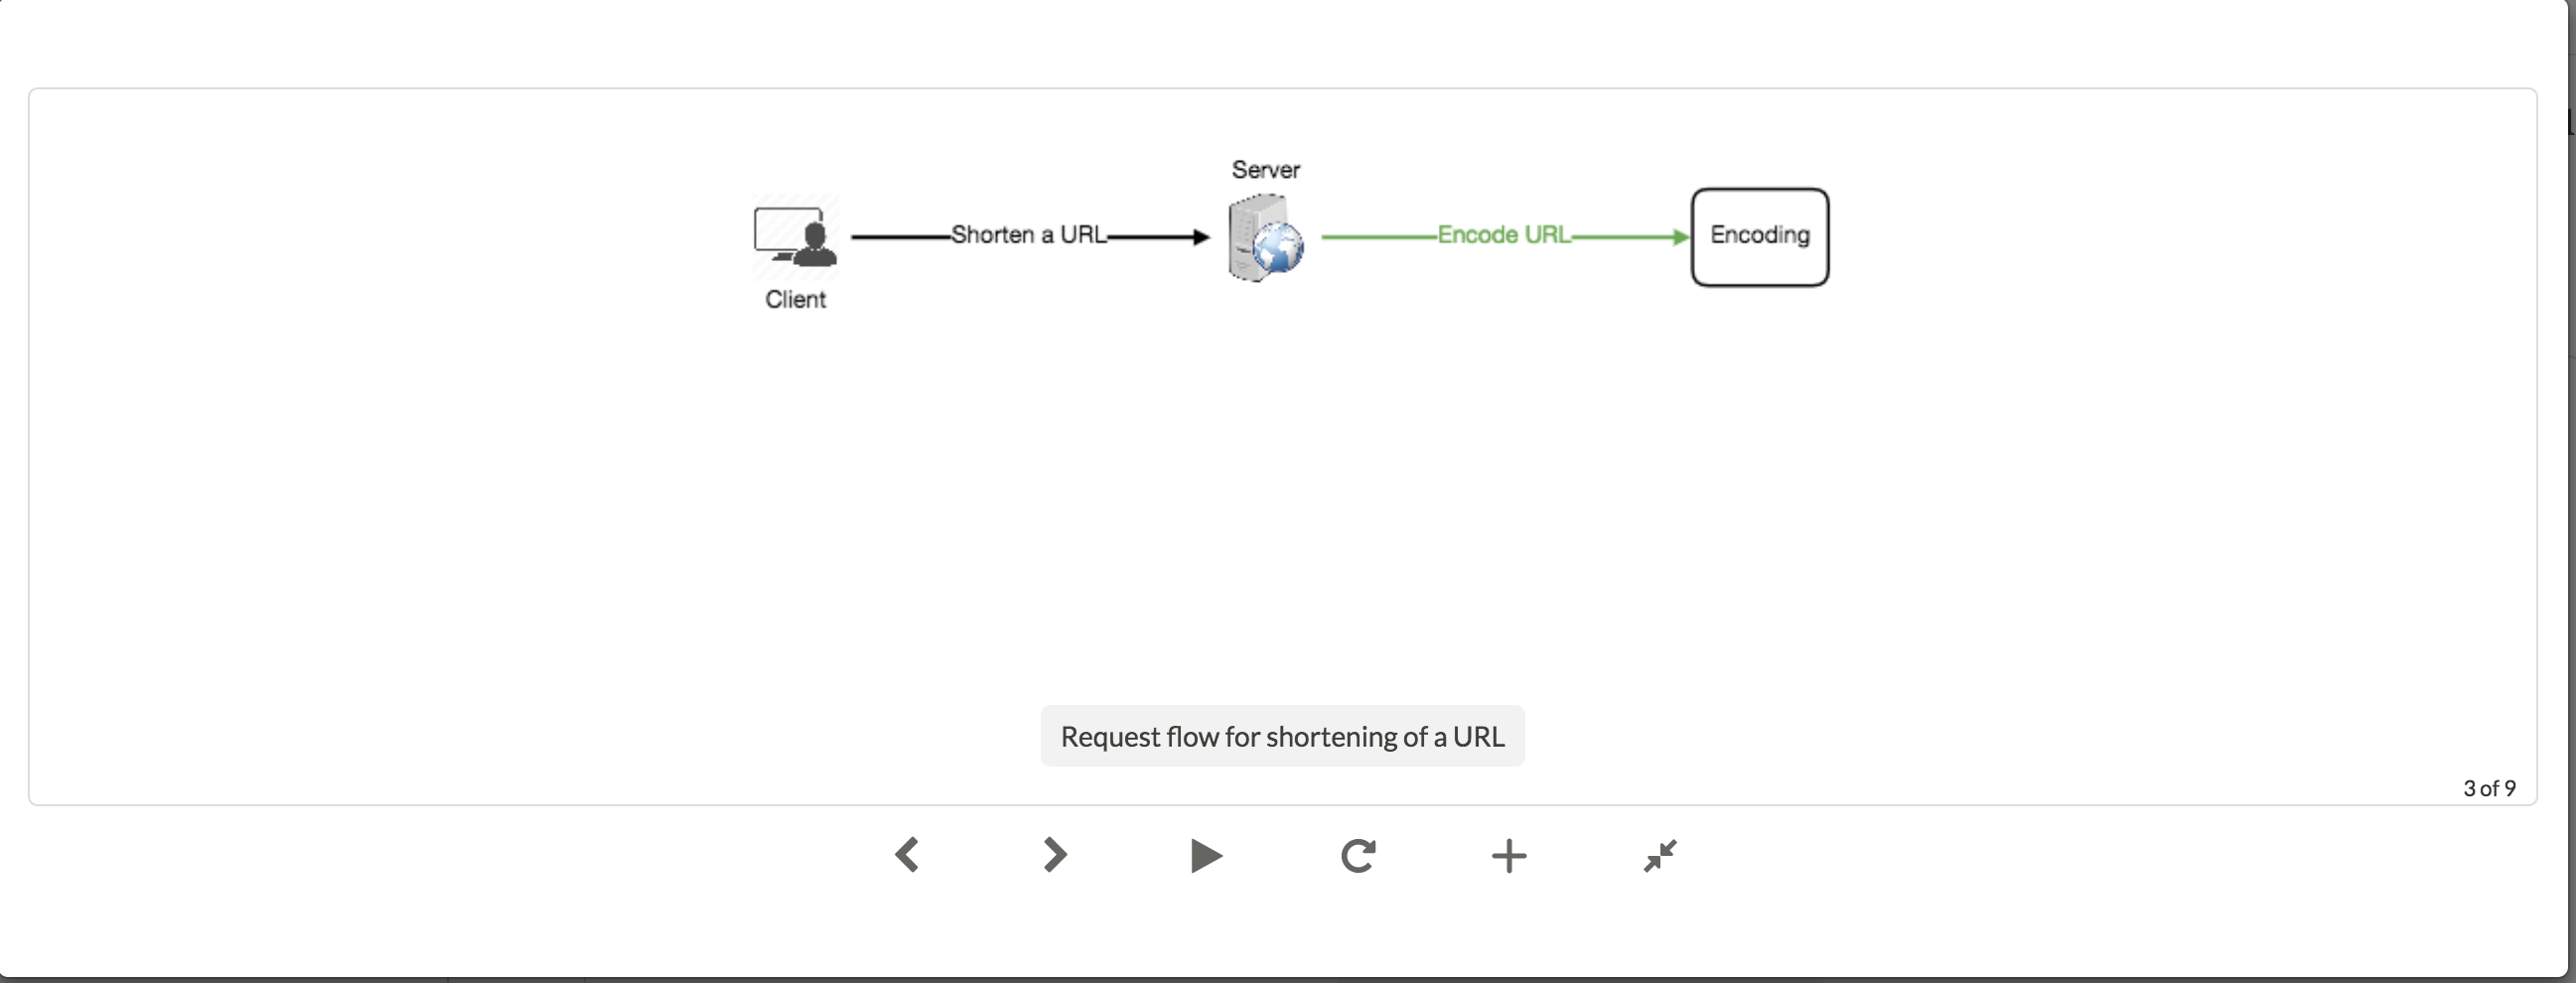 Server
Shorten a URL
Encode URL
Encoding
Client
Request flow for shortening of a URL
3 of 9